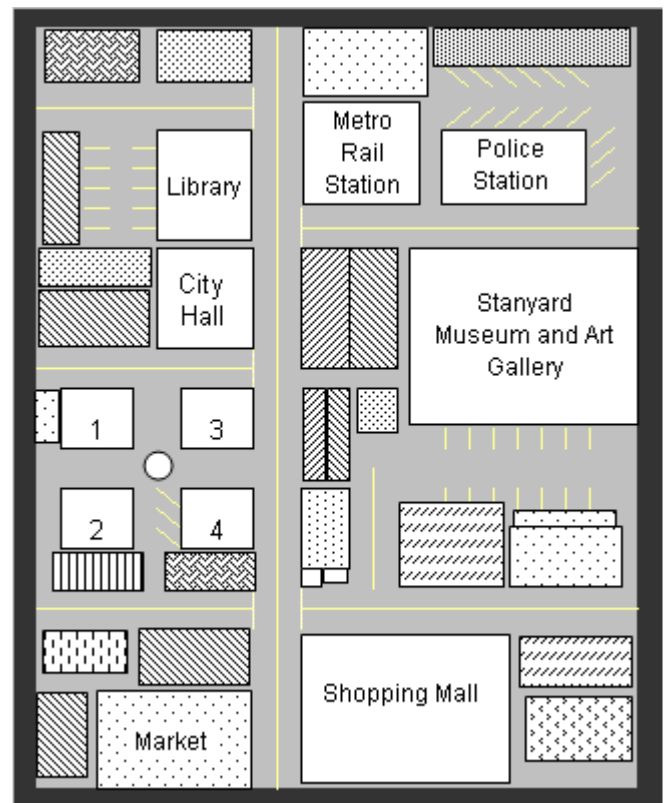 Metro
Rail
Station
Police
Station
Library
City
Hall
Stanyard
Museum and Art
Gallery
1
3
2
4
Shopping Mall
Market